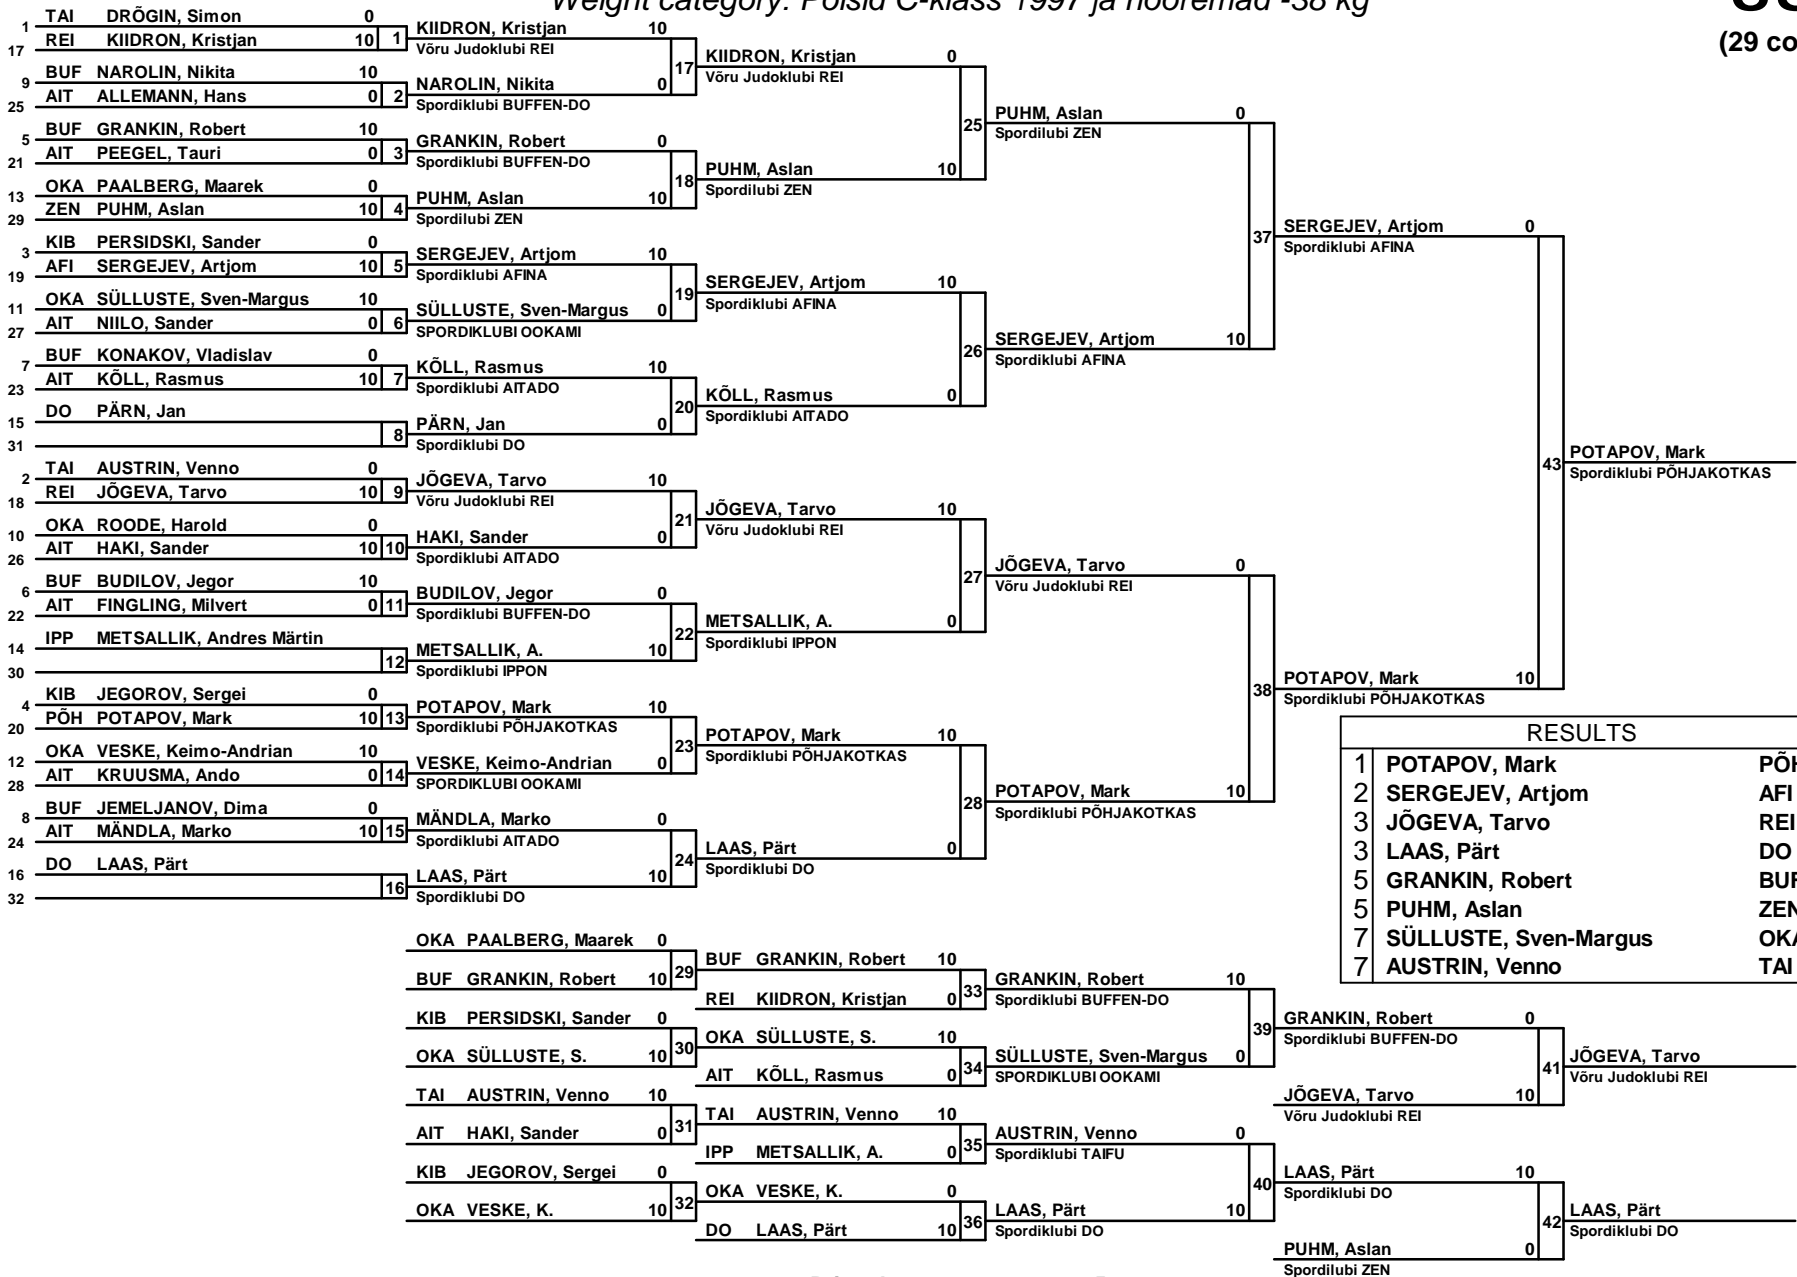 Weight category: Poisid C-klass 1997 ja nooremad -38 kg
(29 co
1 TAI DRÕGIN, Simon 0
17 REI KIIDRON, Kristjan 10 1
9 BUF NAROLIN, Nikita 10
25 AIT ALLEMANN, Hans 0 2
5 BUF GRANKIN, Robert 10
21 AIT PEEGEL, Tauri 0 3
13 OKA PAALBERG, Maarek 0
29 ZEN PUHM, Aslan 10 4
3 KIB PERSIDSKI, Sander 0
19 AFI SERGEJEV, Artjom 10 5
11 OKA SÜLLUSTE, Sven-Margus 10
27 AIT NIILO, Sander 0 6
7 BUF KONAKOV, Vladislav 0
23 AIT KÕLL, Rasmus 10 7
15 DO PÄRN, Jan
31 8
2 TAI AUSTRIN, Venno 0
18 REI JÕGEVA, Tarvo 10 9
10 OKA ROODE, Harold 0
26 AIT HAKI, Sander 10 10
6 BUF BUDILOV, Jegor 10
22 AIT FINGLING, Milvert 0 11
14 IPP METSALLIK, Andres Märtin
30 12
4 KIB JEGOROV, Sergei 0
20 PÕH POTAPOV, Mark 10 13
12 OKA VESKE, Keimo-Andrian 10
28 AIT KRUUSMA, Ando 0 14
8 BUF JEMELJANOV, Dima 0
24 AIT MÄNDLA, Marko 10 15
16 DO LAAS, Pärt
32 16
KIIDRON, Kristjan 10
Võru Judoklubi REI
17
NAROLIN, Nikita 0
Spordiklubi BUFFEN-DO
GRANKIN, Robert 0
Spordiklubi BUFFEN-DO
18
PUHM, Aslan 10
Spordilubi ZEN
SERGEJEV, Artjom 10
Spordiklubi AFINA
19
SÜLLUSTE, Sven-Margus 0
SPORDIKLUBI OOKAMI
KÕLL, Rasmus 10
Spordiklubi AITADO
20
PÄRN, Jan 0
Spordiklubi DO
JÕGEVA, Tarvo 10
Võru Judoklubi REI
21
HAKI, Sander 0
Spordiklubi AITADO
BUDILOV, Jegor 0
Spordiklubi BUFFEN-DO
22
METSALLIK, A. 10
Spordiklubi IPPON
POTAPOV, Mark 10
Spordiklubi PÕHJAKOTKAS
23
VESKE, Keimo-Andrian 0
SPORDIKLUBI OOKAMI
MÄNDLA, Marko 0
Spordiklubi AITADO
24
LAAS, Pärt 10
Spordiklubi DO
KIIDRON, Kristjan 0
Võru Judoklubi REI
25
PUHM, Aslan 10
Spordilubi ZEN
SERGEJEV, Artjom 10
Spordiklubi AFINA
26
KÕLL, Rasmus 0
Spordiklubi AITADO
JÕGEVA, Tarvo 10
Võru Judoklubi REI
27
METSALLIK, A. 0
Spordiklubi IPPON
POTAPOV, Mark 10
Spordiklubi PÕHJAKOTKAS
28
LAAS, Pärt 0
Spordiklubi DO
PUHM, Aslan 0
Spordilubi ZEN
37
SERGEJEV, Artjom 10
Spordiklubi AFINA
JÕGEVA, Tarvo 0
Võru Judoklubi REI
38
POTAPOV, Mark 10
Spordiklubi PÕHJAKOTKAS
SERGEJEV, Artjom 0
Spordiklubi AFINA
43
POTAPOV, Mark 10
Spordiklubi PÕHJAKOTKAS
POTAPOV, Mark
Spordiklubi PÕHJAKOTKAS
RESULTS
1 POTAPOV, Mark PÕH
2 SERGEJEV, Artjom AFI
3 JÕGEVA, Tarvo REI
3 LAAS, Pärt DO
5 GRANKIN, Robert BUF
5 PUHM, Aslan ZEN
7 SÜLLUSTE, Sven-Margus OKA
7 AUSTRIN, Venno TAI
OKA PAALBERG, Maarek 0
BUF GRANKIN, Robert 10 29
KIB PERSIDSKI, Sander 0
OKA SÜLLUSTE, S. 10 30
TAI AUSTRIN, Venno 10
AIT HAKI, Sander 0 31
KIB JEGOROV, Sergei 0
OKA VESKE, K. 10 32
BUF GRANKIN, Robert 10
REI KIIDRON, Kristjan 0 33
OKA SÜLLUSTE, S. 10
AIT KÕLL, Rasmus 0 34
TAI AUSTRIN, Venno 10
IPP METSALLIK, A. 0 35
OKA VESKE, K. 0
DO LAAS, Pärt 10 36
GRANKIN, Robert 10
Spordiklubi BUFFEN-DO
39
SÜLLUSTE, Sven-Margus 0
SPORDIKLUBI OOKAMI
AUSTRIN, Venno 0
Spordiklubi TAIFU
40
LAAS, Pärt 10
Spordiklubi DO
GRANKIN, Robert 0
Spordiklubi BUFFEN-DO
41
JÕGEVA, Tarvo 10
Võru Judoklubi REI
LAAS, Pärt 10
Spordiklubi DO
42
PUHM, Aslan 0
Spordilubi ZEN
JÕGEVA, Tarvo
Võru Judoklubi REI
LAAS, Pärt
Spordiklubi DO